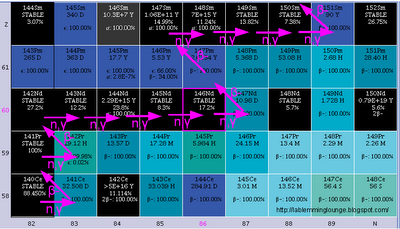 Z
144Sm
STABLE
3.07%
145Sm
340 D
ε: 100.00%
146Sm
10.3E+7 Y
α: 100.00%
147Sm
1.06E+11 Y
14.99%
α: 100.00%
148Sm
7E+15 Y
11.24%
α: 100.00%
149Sm
STABLE
13.82%
150Sm
STABLE
7.38%
151Sm
90 Y
β-: 100.00%
152Sm
STABLE
26.75%
n,γ
n,γ
n,γ
n,γ
61
143Pm
265 D
ε: 100.00%
144Pm
363 D
ε: 100.00%
145Pm
17.7 Y
ε: 100.00%
α: 2.8E-7%
146Pm
5.53 Y
ε: 66.00%
β-: 34.00%
β-: 100.00%
148Pm
5.368 D
β-: 100.00%
149Pm
53.08 H
β-: 100.00%
150Pm
2.68 H
β-: 100.00%
151Pm
28.40 H
β-: 100.00%
60
142Nd
STABLE
27.2%
143Nd
STABLE
12.2%
144Nd
2.29E+15 Y
23.8%
α: 100.00%
145Nd
STABLE
8.3%
146Nd
STABLE
17.2%
147Nd
10.98 D
β-: 100.00%
148Nd
STABLE
5.7%
149Nd
1.728 H
β-: 100.00%
150Nd
0.79E+19 Y
5.6%
2β-
n,γ
n,γ
n,γ
n,γ
n,γ
59
141Pr
STABLE
100%
142Pr
19.12 H
143Pr
13.57 D
β-: 100.00%
144Pr
17.28 M
β-: 100.00%
145Pr
5.984 H
β-: 100.00%
146Pr
24.15 M
β-: 100.00%
147Pr
13.4 M
β-: 100.00%
148Pr
2.29 M
β-: 100.00%
149Pr
2.26 M
β-: 100.00%
n,γ
58
140Ce
STABLE
88.450%
141Ce
32.508 D
β-: 100.00%
142Ce
>5E+16 Y
11.114%
2β-: 100.00%
143Ce
33.039 H
β-: 100.00%
144Ce
284.91 D
β-: 100.00%
145Ce
3.01 M
β-: 100.00%
146Ce
13.52 M
β-: 100.00%
147Ce
56.4 S
β-: 100.00%
148Ce
56 S
β-: 100.00%
n,γ
http://lablemminglounge.blogspot.com/
82
83
84
85
86
87
88
89
N